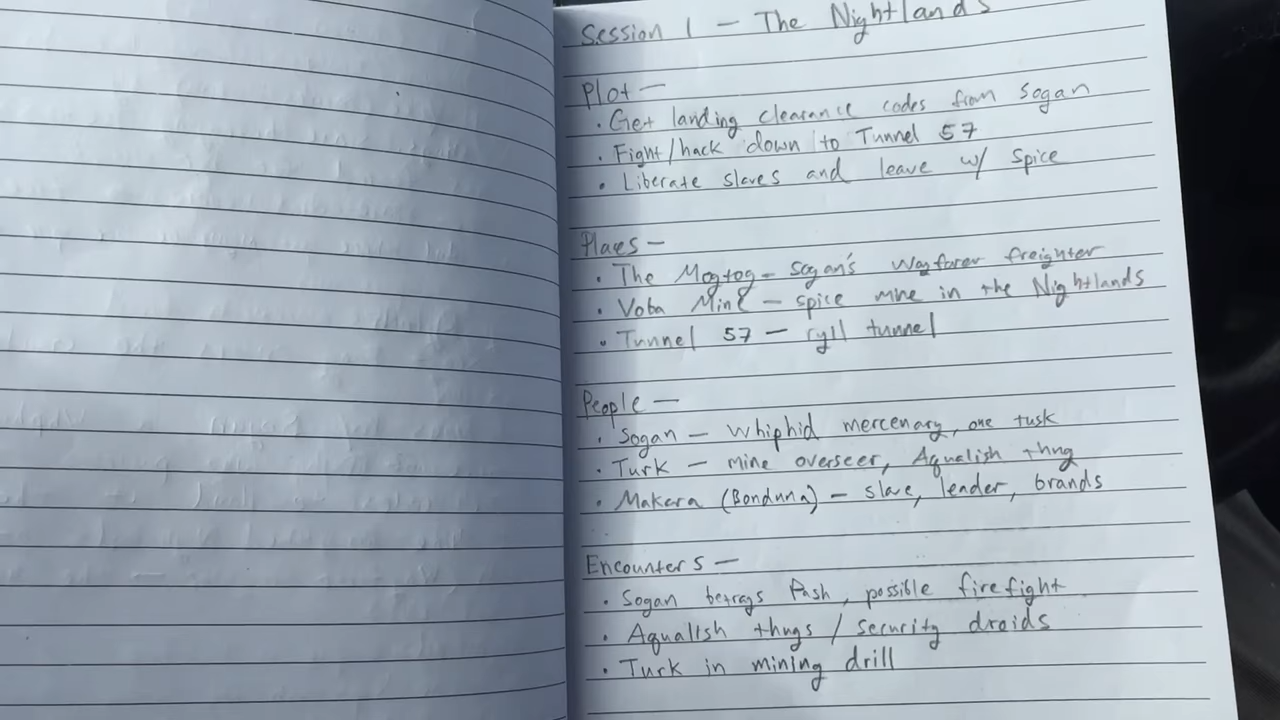 Session 1 - The Nightlands
Plot -
• Get landing clearance codes from Sogan
• Fight/hack down to Tunnel 57
• Liberate slaves and leave w/ Spice
Places -
• The Mogtog - Sogan's Wayfarer freighter
• Voba Mine - spice mine in the Nightlands
• Tunnel 57 - ryll tunnel
People -
• Sogan - Whiphid mercenary, one tusk
• Turk - mine overseer, Aqualish thug
• Makara (Bonduna) - slave, leader, brands
Encounters -
• Sogan betrays Pash, possible firefight
• Aqualish thugs / security droids
• Turk in mining drill